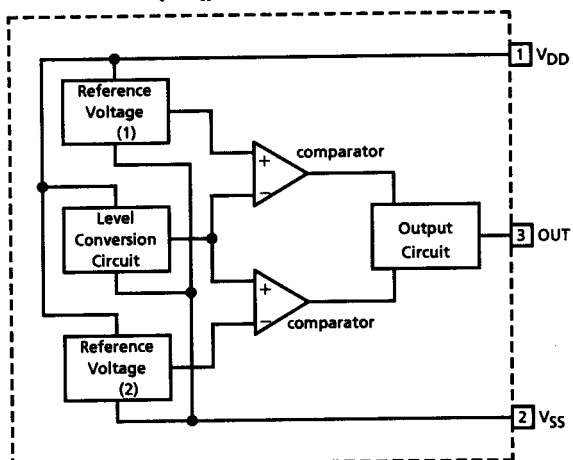 1 VDD
Reference
Voltage
(1)
+
−
comparator
Level
Conversion
Circuit
Output
Circuit
3 OUT
+
−
comparator
Reference
Voltage
(2)
2 VSS